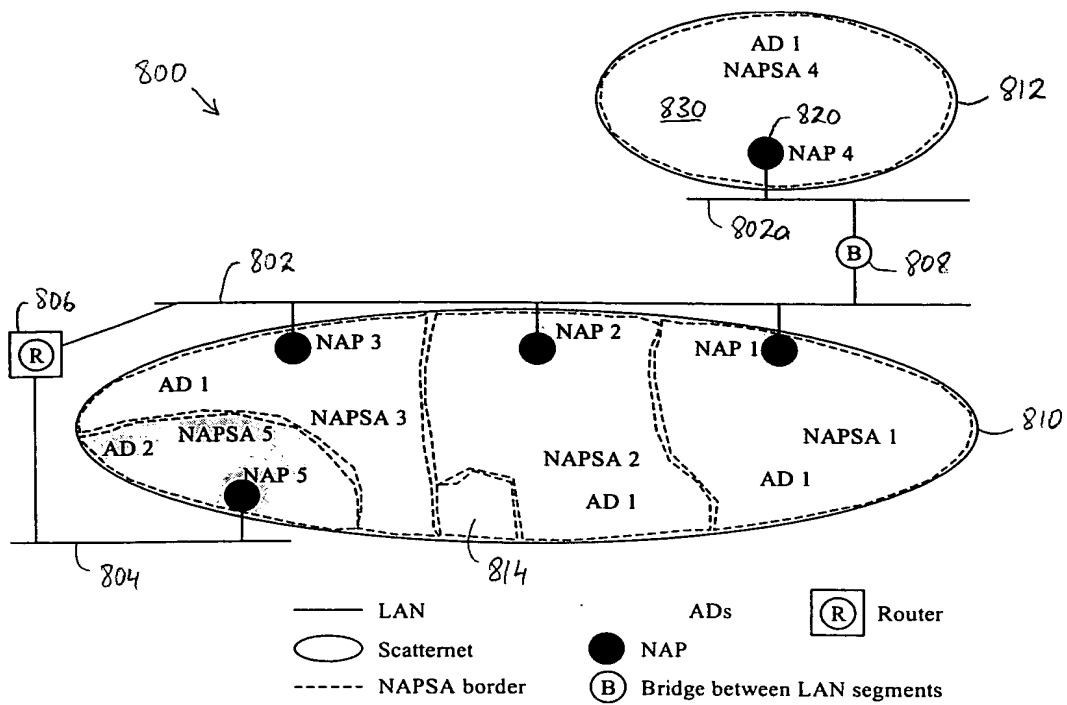 800
AD 1
NAPSA 4
812
830
820
NAP 4
802a
B
808
802
806
R
NAP 3
NAP 2
NAP 1
AD 1
NAPSA 3
NAPSA 5
AD 2
NAP 5
NAPSA 2
AD 1
NAPSA 1
AD 1
810
804
814
LAN
ADs
R Router
Scatternet
NAP
NAPSA border
B Bridge between LAN segments